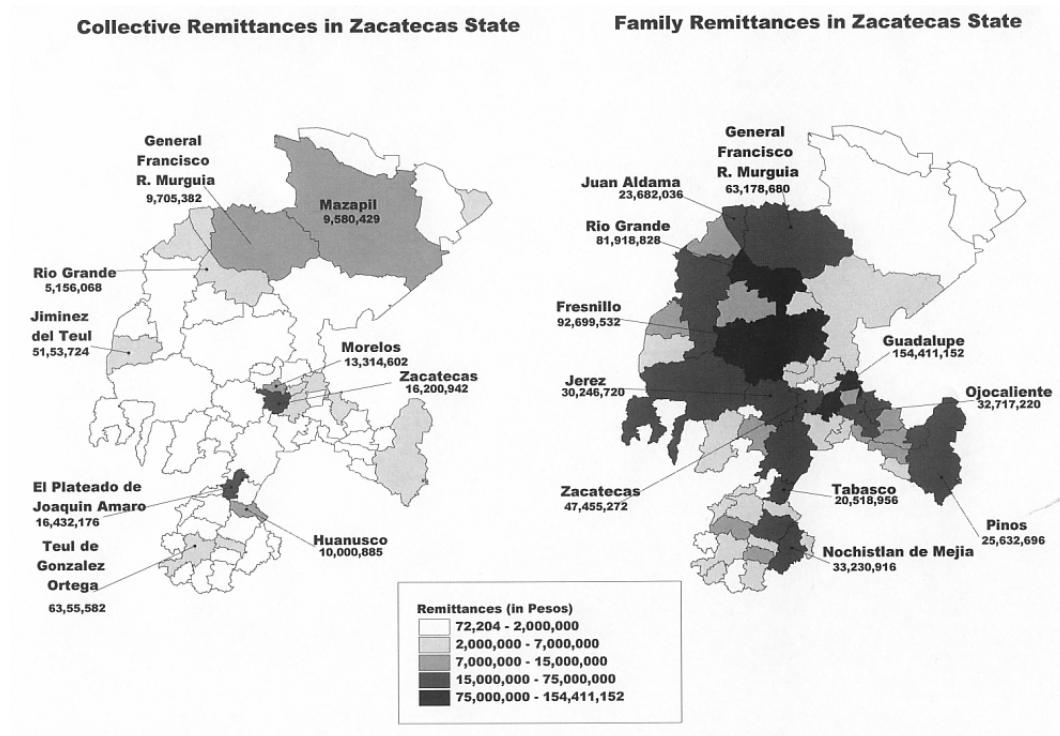 Collective Remittances in Zacatecas State
General
Francisco
R. Murguia
9,705,382
Mazapil
9,580,429
Rio Grande
5,156,068
Jiminez
del Teul
51,53,724
Morelos
13,314,602
Zacatecas
16,200,942
El Plateado de
Joaquin Amaro
16,432,176
Huanusco
10,000,885
Teul de
Gonzalez
Ortega
63,55,582
Family Remittances in Zacatecas State
General
Francisco
R. Murguia
63,178,680
Juan Aldama
23,682,036
Rio Grande
81,918,828
Fresnillo
92,699,532
Guadalupe
154,411,152
Jerez
30,246,720
Ojocaliente
32,717,220
Zacatecas
47,455,272
Tabasco
20,518,956
Pinos
25,632,696
Nochistlan de Mejia
33,230,916
Remittances (in Pesos)
72,204 - 2,000,000
2,000,000 - 7,000,000
7,000,000 - 15,000,000
15,000,000 - 75,000,000
75,000,000 - 154,411,152